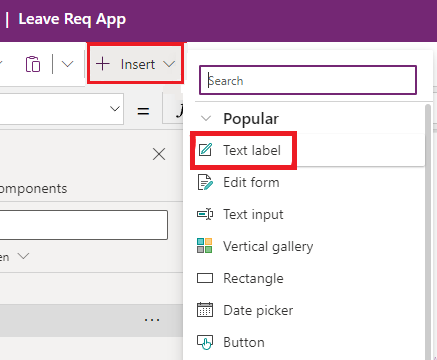 | Leave Req App
+ Insert
Search
=
Popular
Text label
Edit form
omponents
Text input
Vertical gallery
en
Rectangle
...
Date picker
Button